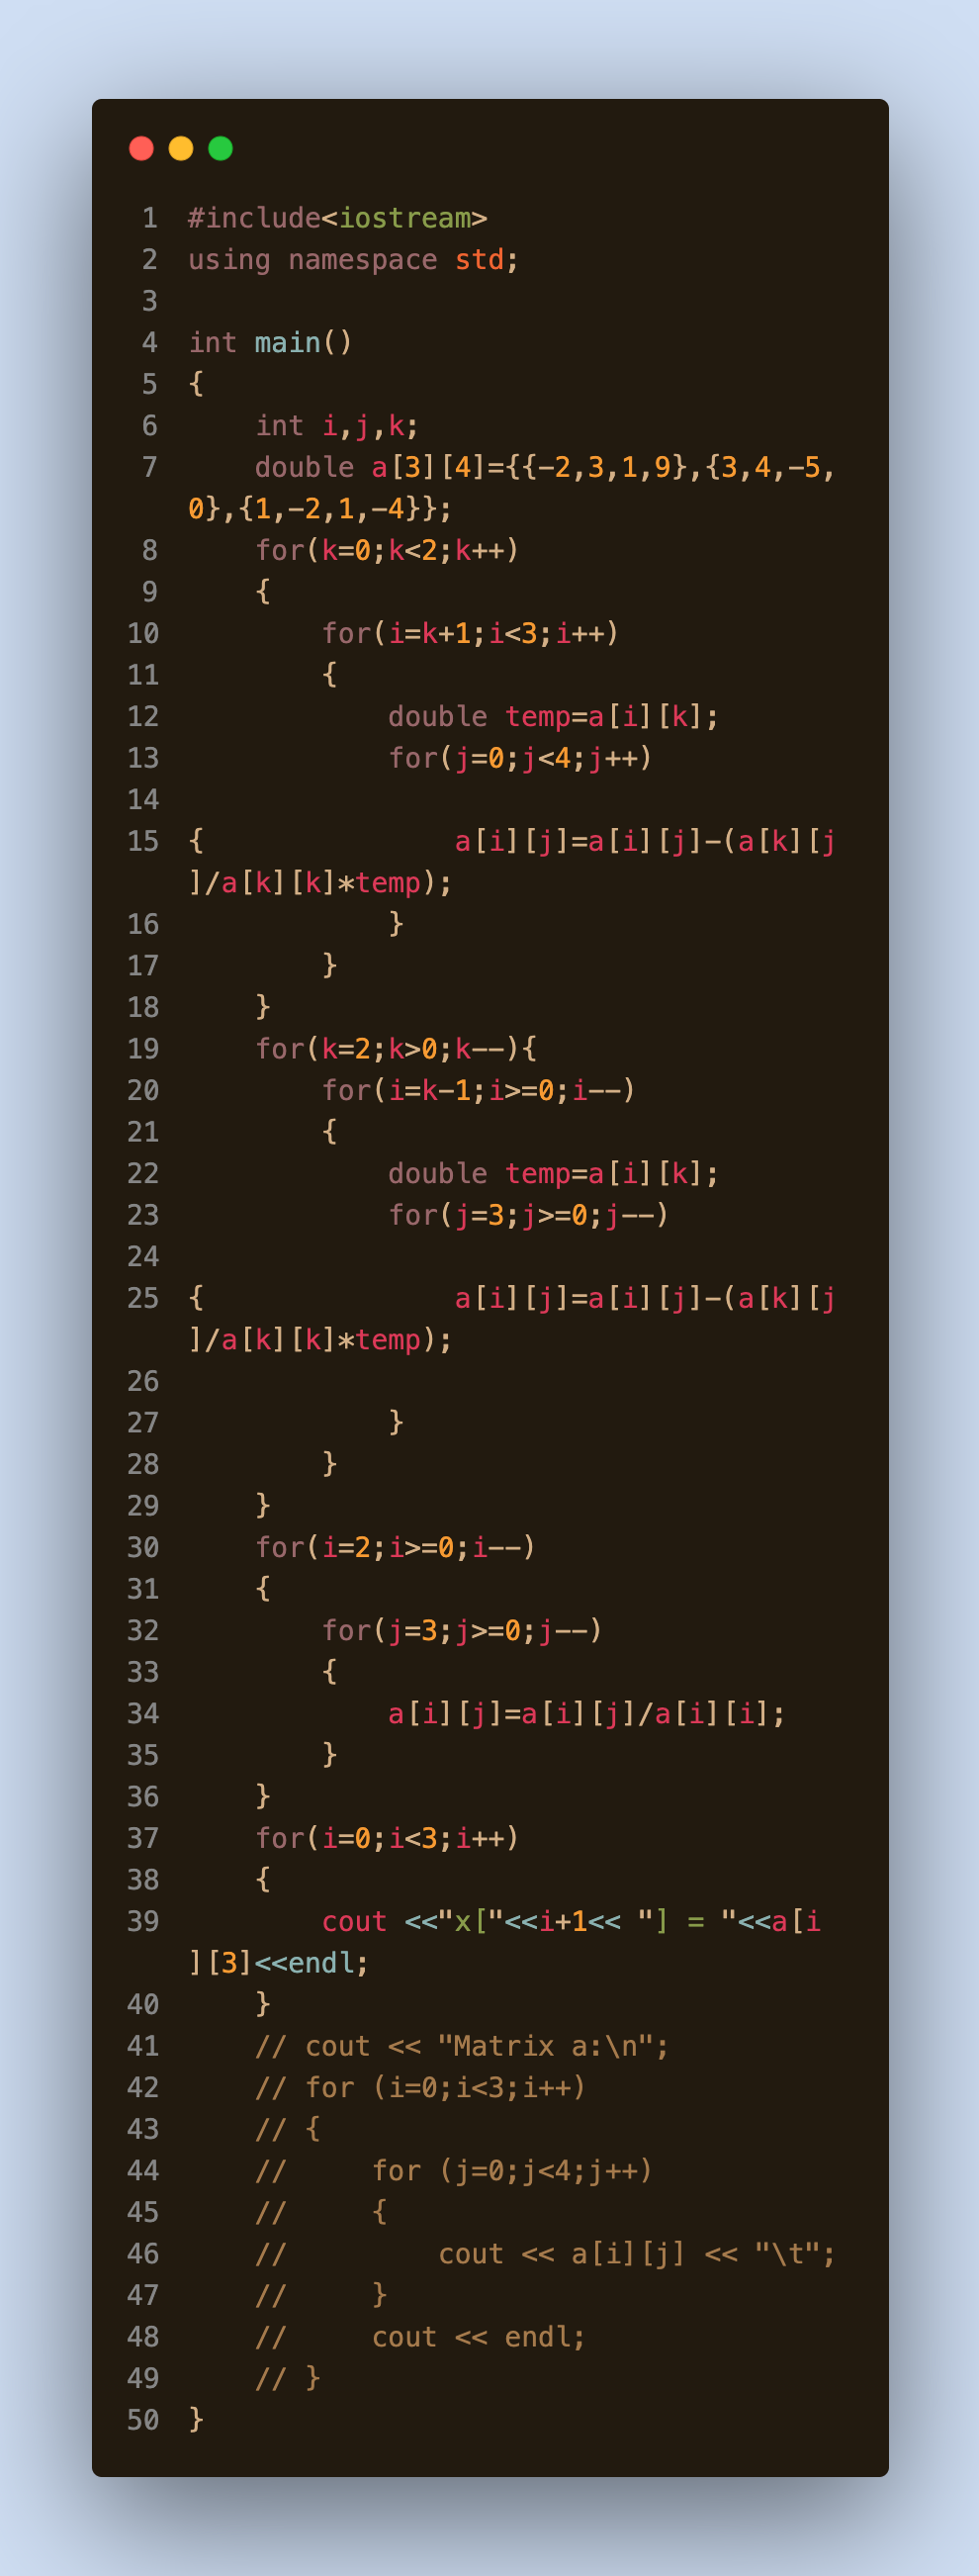 1 #include<iostream>
2 using namespace std;
3
4 int main()
5 {
6     int i,j,k;
7     double a[3][4]={{-2,3,1,9},{3,4,-5,
0},{1,-2,1,-4}};
8     for(k=0;k<2;k++)
9     {
10         for(i=k+1;i<3;i++)
11         {
12             double temp=a[i][k];
13             for(j=0;j<4;j++)
14
15 {               a[i][j]=a[i][j]-(a[k][j
]/a[k][k]*temp);
16             }
17         }
18     }
19     for(k=2;k>0;k--){
20         for(i=k-1;i>=0;i--)
21         {
22             double temp=a[i][k];
23             for(j=3;j>=0;j--)
24
25 {               a[i][j]=a[i][j]-(a[k][j
]/a[k][k]*temp);
26
27             }
28         }
29     }
30     for(i=2;i>=0;i--)
31     {
32         for(j=3;j>=0;j--)
33         {
34             a[i][j]=a[i][j]/a[i][i];
35         }
36     }
37     for(i=0;i<3;i++)
38     {
39         cout <<"x["<<i+1<< "] = "<<a[i
][3]<<endl;
40     }
41     // cout << "Matrix a:\n";
42     // for (i=0;i<3;i++)
43     // {
44     //     for (j=0;j<4;j++)
45     //     {
46     //         cout << a[i][j] << "\t";
47     //     }
48     //     cout << endl;
49     // }
50 }